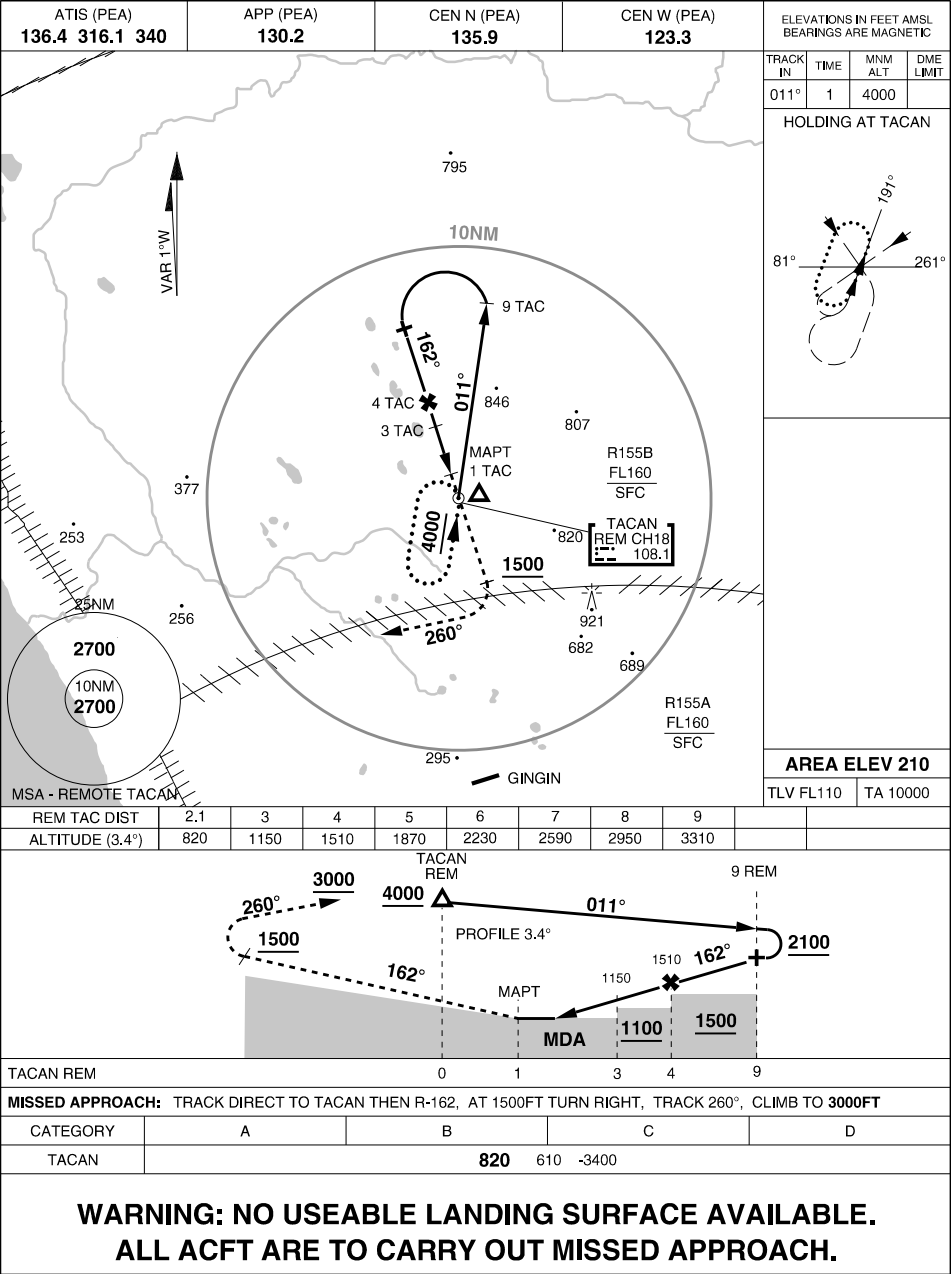 ATIS (PEA)
136.4 316.1 340
APP (PEA)
130.2
CEN N (PEA)
135.9
CEN W (PEA)
123.3
ELEVATIONS IN FEET AMSL
BEARINGS ARE MAGNETIC
TRACK IN
TIME
MNM ALT
DME LIMIT
011°
1
4000
HOLDING AT TACAN
191°
81°
261°
795
VAR 1°W
10NM
9 TAC
162°
011°
4 TAC
846
3 TAC
807
MAPT
1 TAC
R155B
FL160
SFC
377
253
4000
820
TACAN
REM CH18
108.1
1500
25NM
256
260°
921
682
689
2700
10NM
2700
R155A
FL160
SFC
295
GINGIN
MSA - REMOTE TACAN
AREA ELEV 210
TLV FL110
TA 10000
REM TAC DIST 2.1 3 4 5 6 7 8 9
ALTITUDE (3.4°) 820 1150 1510 1870 2230 2590 2950 3310
TACAN
REM
9 REM
3000
4000
260°
011°
1500
PROFILE 3.4°
2100
162°
1510
162°
1150
MAPT
MDA
1100
1500
TACAN REM 0 1 3 4 9
MISSED APPROACH: TRACK DIRECT TO TACAN THEN R-162, AT 1500FT TURN RIGHT, TRACK 260°, CLIMB TO 3000FT
CATEGORY A B C D
TACAN 820 610 -3400
WARNING: NO USEABLE LANDING SURFACE AVAILABLE.
ALL ACFT ARE TO CARRY OUT MISSED APPROACH.